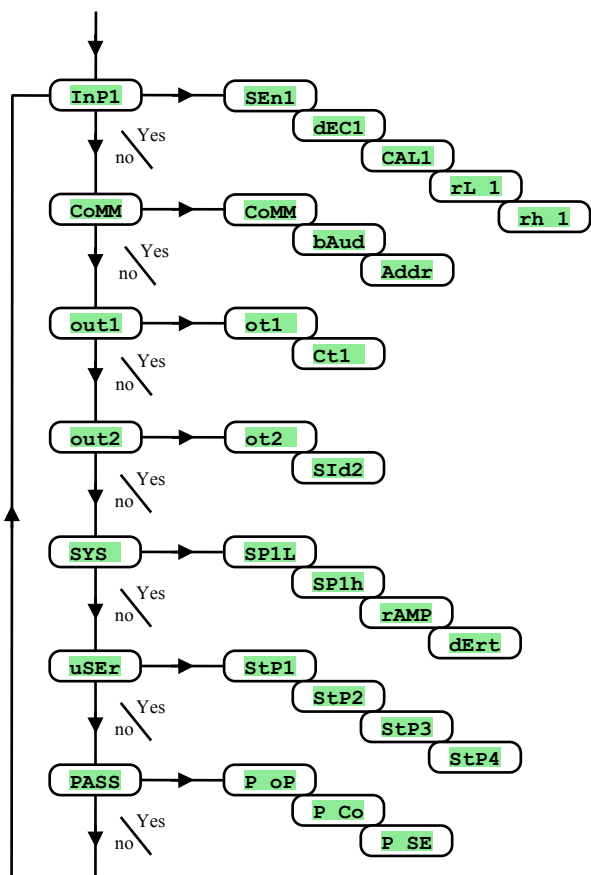 InP1 SEn1
dEC1
Yes
no
CAL1
rL 1
CoMM CoMM rh 1
bAud
Yes
no
Addr
out1 ot1
Ct1
Yes
no
out2 ot2
SId2
Yes
no
SYS SP1L
SP1h
Yes
no
rAMP
dErt
uSEr StP1
StP2
Yes
no
StP3
StP4
PASS P oP
P Co
Yes
no
P SE